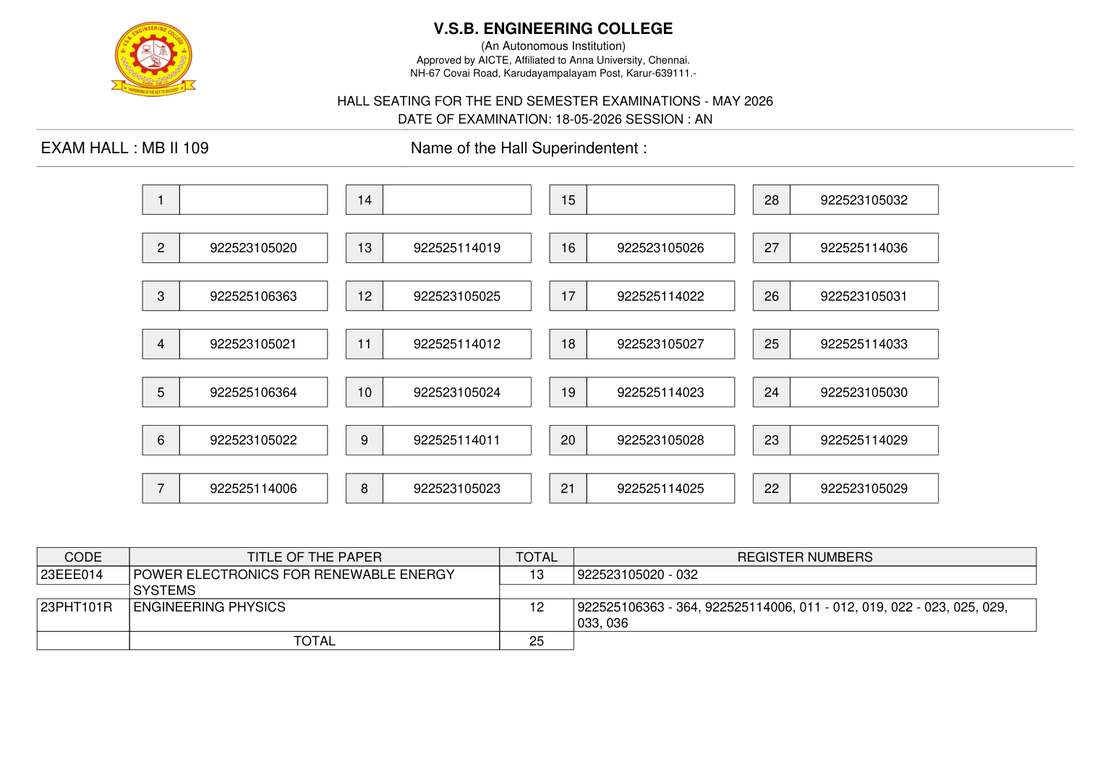 V.S.B. ENGINEERING COLLEGE
(An Autonomous Institution)
Approved by AICTE, Affiliated to Anna University, Chennai.
NH-67 Covai Road, Karudayampalayam Post, Karur-639111.-
HALL SEATING FOR THE END SEMESTER EXAMINATIONS - MAY 2026
DATE OF EXAMINATION: 18-05-2026 SESSION : AN
EXAM HALL : MB II 109 Name of the Hall Superindentent :
1 14 15 28 922523105032
2 922523105020 13 922525114019 16 922523105026 27 922525114036
3 922525106363 12 922523105025 17 922525114022 26 922523105031
4 922523105021 11 922525114012 18 922523105027 25 922525114033
5 922525106364 10 922523105024 19 922525114023 24 922523105030
6 922523105022 9 922525114011 20 922523105028 23 922525114029
7 922525114006 8 922523105023 21 922525114025 22 922523105029
CODE TITLE OF THE PAPER TOTAL REGISTER NUMBERS
23EEE014 POWER ELECTRONICS FOR RENEWABLE ENERGY 13 922523105020 - 032
SYSTEMS
23PHT101R ENGINEERING PHYSICS 12 922525106363 - 364, 922525114006, 011 - 012, 019, 022 - 023, 025, 029,
033, 036
TOTAL 25